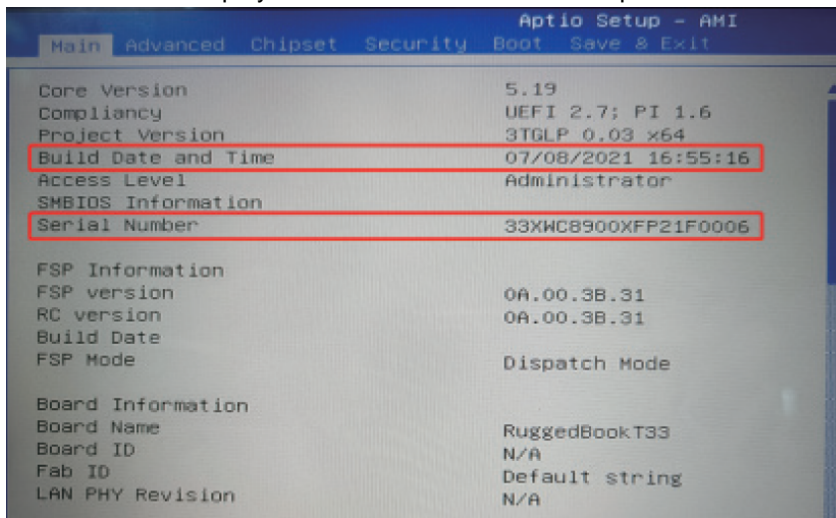 Aptio Setup – AMI
Main Advanced Chipset Security Boot Save & Exit
Core Version 5.19
Compliancy UEFI 2.7; PI 1.6
Project Version 3TGLP 0.03 x64
Build Date and Time 07/08/2021 16:55:16
Access Level Administrator
SMBIOS Information
Serial Number 33XWC8900XFP21F0006
FSP Information
FSP version 0A.00.3B.31
RC version 0A.00.3B.31
Build Date
FSP Mode Dispatch Mode
Board Information
Board Name RuggedBookT33
Board ID N/A
Fab ID Default string
LAN PHY Revision N/A